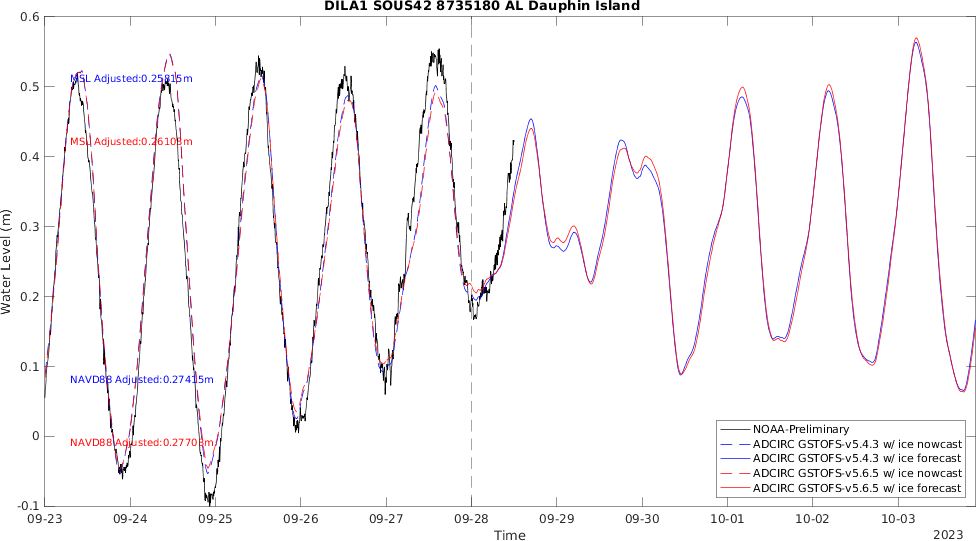 DILA1 SOUS42 8735180 AL Dauphin Island
Water Level (m)
0.6
0.5
0.4
0.3
0.2
0.1
0
-0.1
MSL Adjusted:0.25815m
MSL Adjusted:0.26109m
NAVD88 Adjusted:0.27415m
NAVD88 Adjusted:0.27709m
NOAA-Preliminary
ADCIRC GSTOFS-v5.4.3 w/ ice nowcast
ADCIRC GSTOFS-v5.4.3 w/ ice forecast
ADCIRC GSTOFS-v5.6.5 w/ ice nowcast
ADCIRC GSTOFS-v5.6.5 w/ ice forecast
09-23 09-24 09-25 09-26 09-27 09-28 09-29 09-30 10-01 10-02 10-03
Time
2023